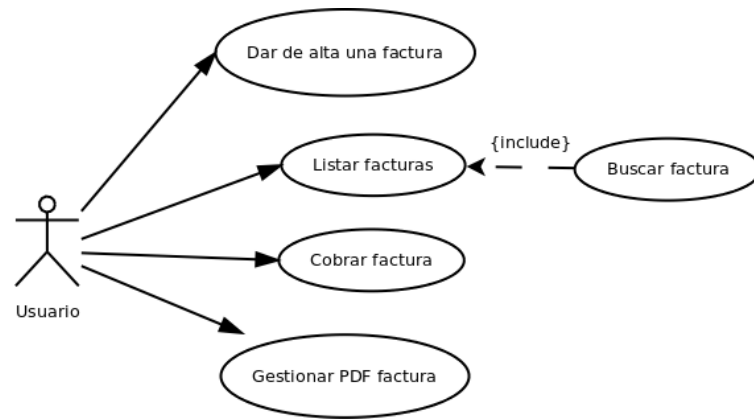 Dar de alta una factura
{include}
Listar facturas
Buscar factura
Cobrar factura
Usuario
Gestionar PDF factura